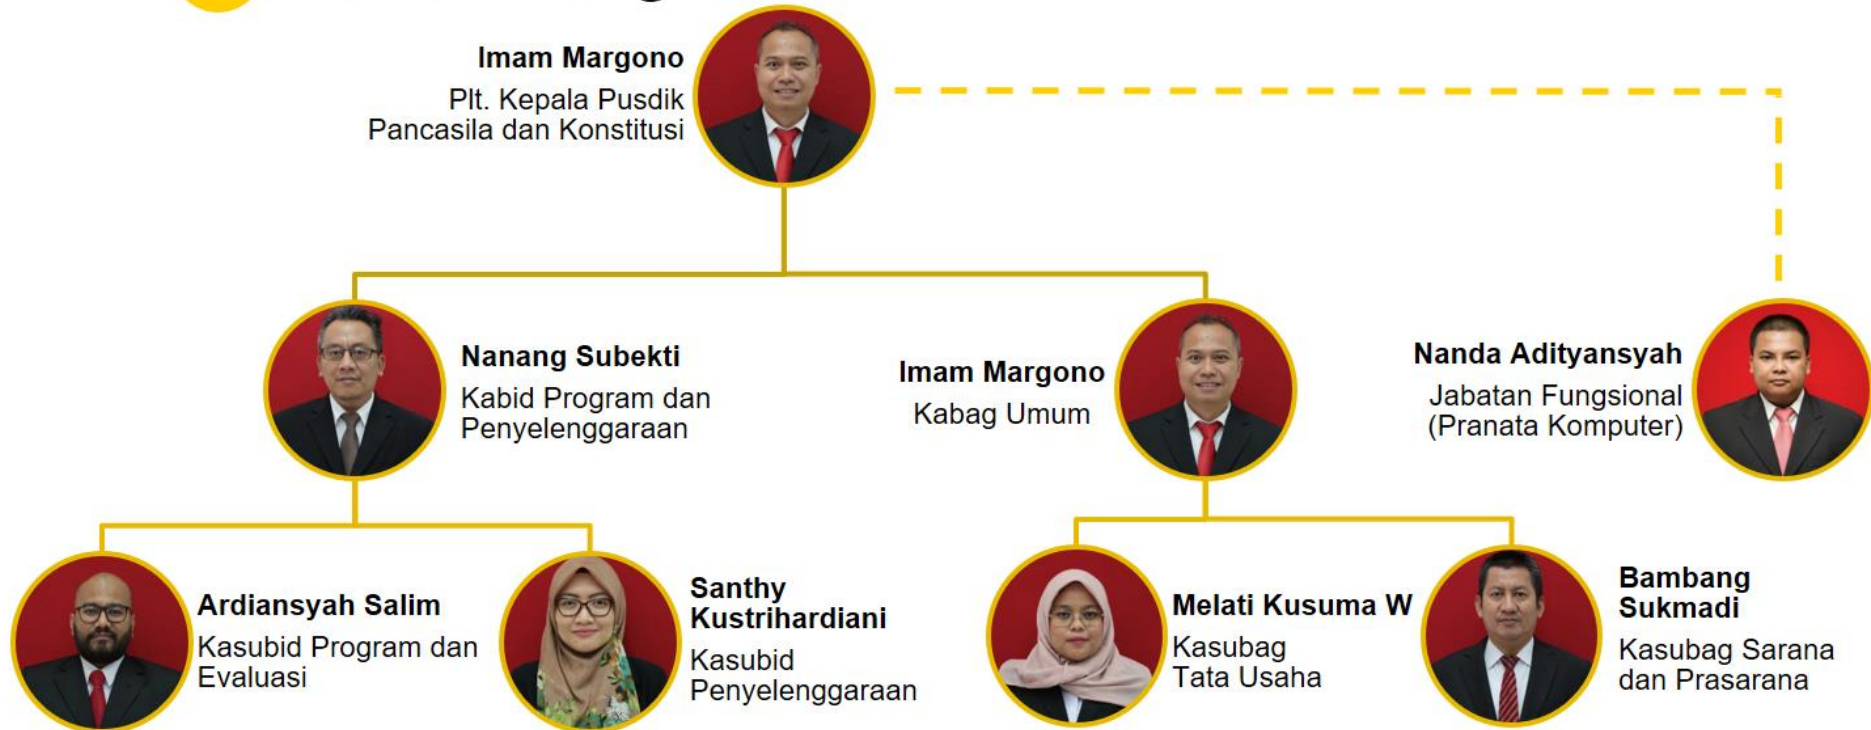 Imam Margono
Plt. Kepala Pusdik
Pancasila dan Konstitusi
Nanang Subekti
Kabid Program dan
Penyelenggaraan
Imam Margono
Kabag Umum
Nanda Adityansyah
Jabatan Fungsional
(Pranata Komputer)
Ardiansyah Salim
Kasubid Program dan
Evaluasi
Santhy
Kustrihardiani
Kasubid
Penyelenggaraan
Melati Kusuma W
Kasubag
Tata Usaha
Bambang
Sukmadi
Kasubag Sarana
dan Prasarana